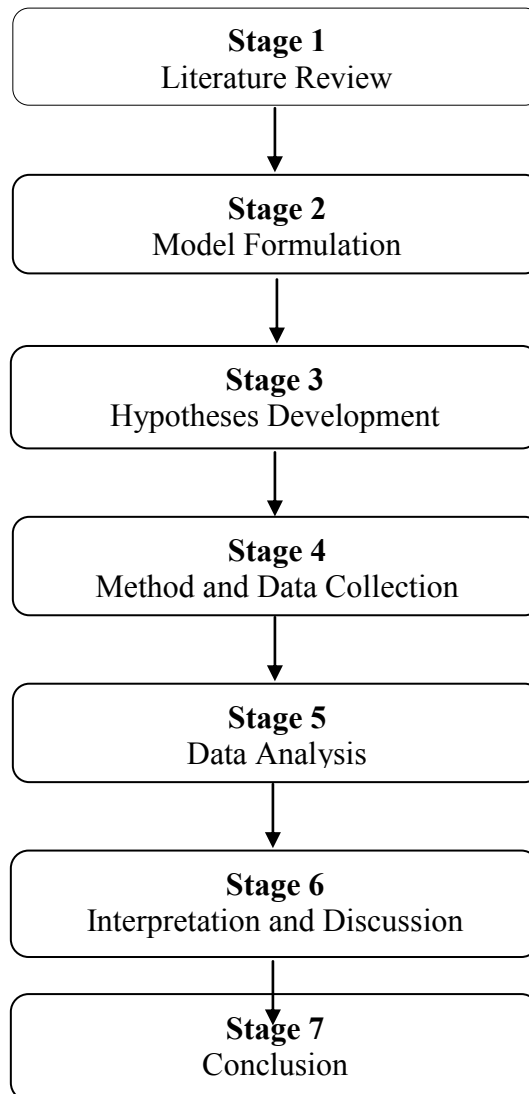 Stage 1
Literature Review
Stage 2
Model Formulation
Stage 3
Hypotheses Development
Stage 4
Method and Data Collection
Stage 5
Data Analysis
Stage 6
Interpretation and Discussion
Stage 7
Conclusion